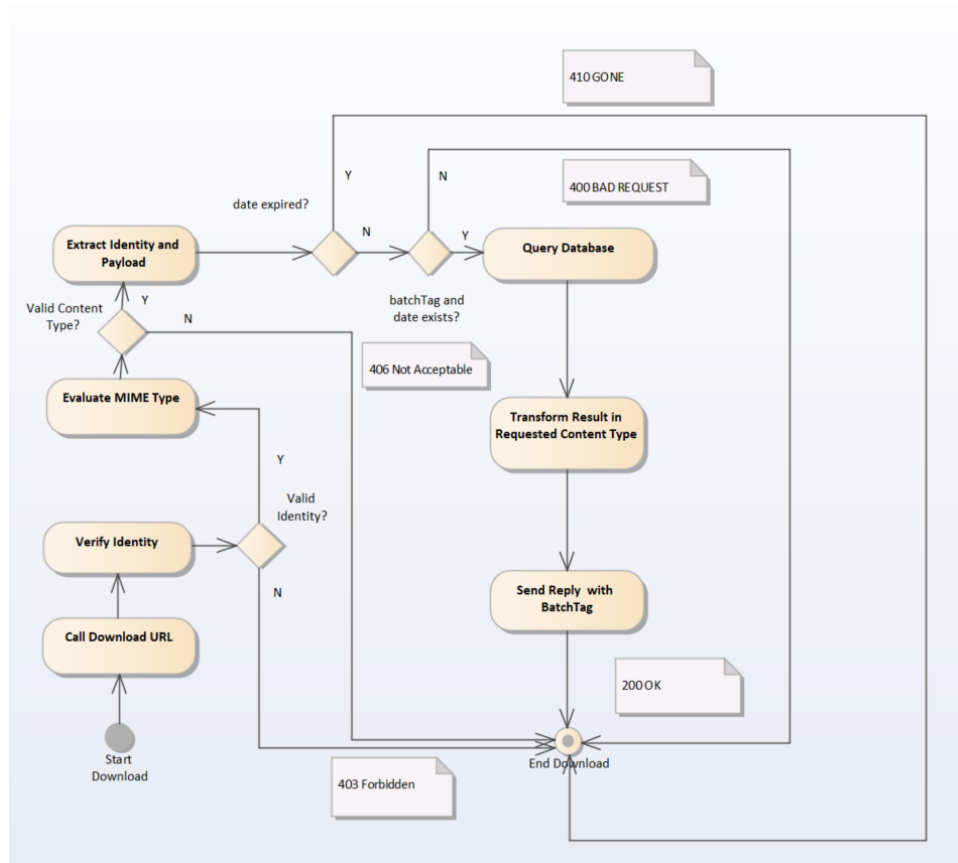 410 GONE
Y
N
400 BAD REQUEST
date expired?
Extract Identity and
Payload
N
Y
Query Database
batchTag and
date exists?
Valid Content
Type?
Y
N
406 Not Acceptable
Evaluate MIME Type
Transform Result in
Requested Content Type
Y
Valid
Identity?
Verify Identity
N
Send Reply with
BatchTag
Call Download URL
200 OK
Start
Download
End Download
403 Forbidden